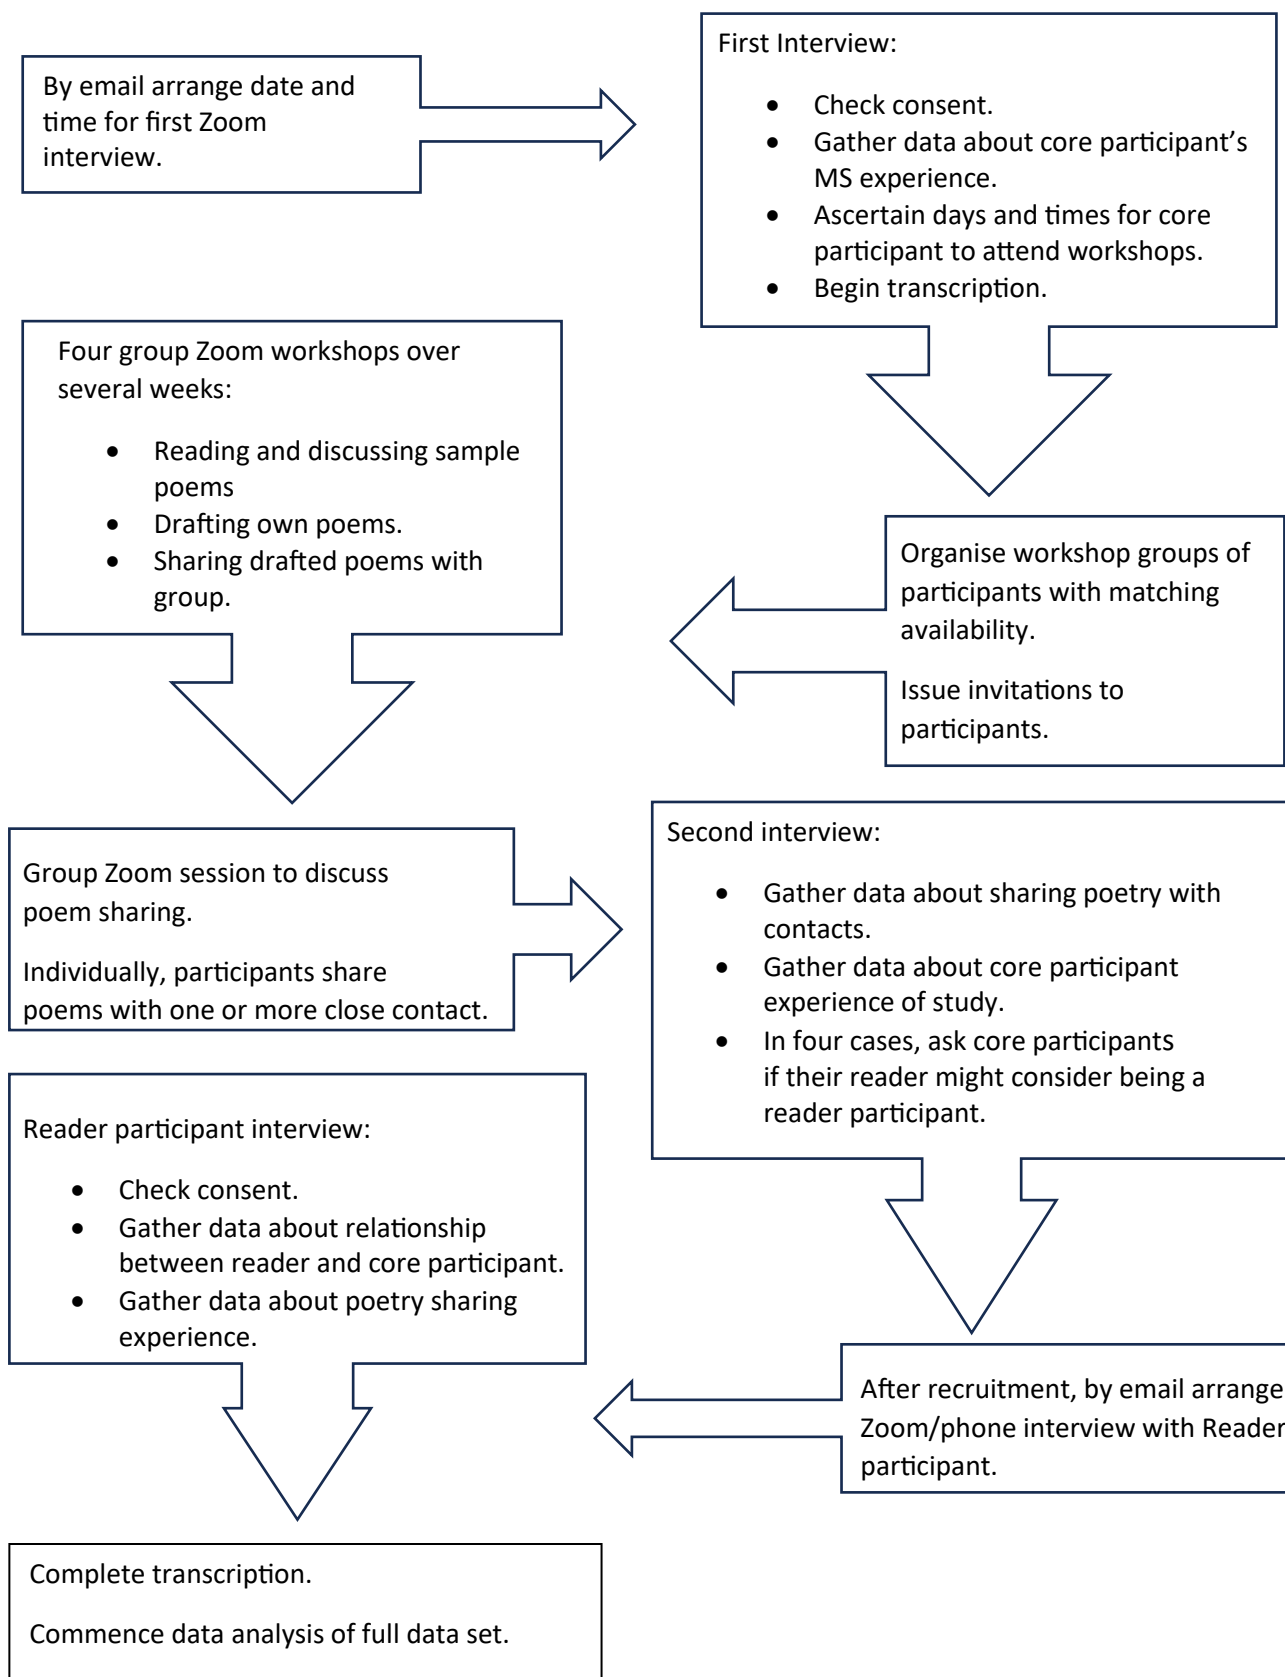 By email arrange date and
time for first Zoom
interview.
First Interview:
• Check consent.
• Gather data about core participant’s
MS experience.
• Ascertain days and times for core
participant to attend workshops.
• Begin transcription.
Organise workshop groups of
participants with matching
availability.
Issue invitations to
participants.
Four group Zoom workshops over
several weeks:
• Reading and discussing sample
poems
• Drafting own poems.
• Sharing drafted poems with
group.
Group Zoom session to discuss
poem sharing.
Individually, participants share
poems with one or more close contact.
Second interview:
• Gather data about sharing poetry with
contacts.
• Gather data about core participant
experience of study.
• In four cases, ask core participants
if their reader might consider being a
reader participant.
After recruitment, by email arrange
Zoom/phone interview with Reader
participant.
Reader participant interview:
• Check consent.
• Gather data about relationship
between reader and core participant.
• Gather data about poetry sharing
experience.
Complete transcription.
Commence data analysis of full data set.